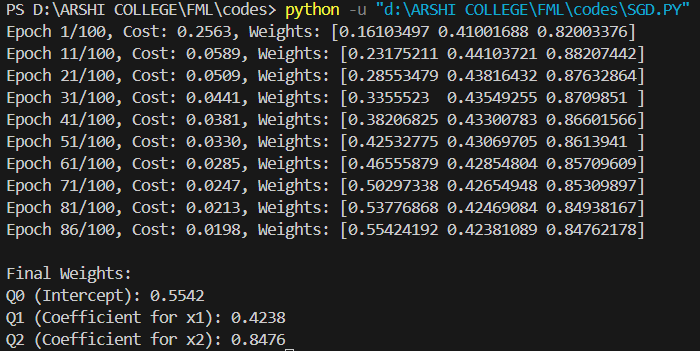 PS D:\ARSHI COLLEGE\FML\codes> python -u "d:\ARSHI COLLEGE\FML\codes\SGD.PY"
Epoch 1/100, Cost: 0.2563, Weights: [0.16103497 0.41001688 0.82003376]
Epoch 11/100, Cost: 0.0589, Weights: [0.23175211 0.44103721 0.88207442]
Epoch 21/100, Cost: 0.0509, Weights: [0.28553479 0.43816432 0.87632864]
Epoch 31/100, Cost: 0.0441, Weights: [0.3355523  0.43549255 0.8709851 ]
Epoch 41/100, Cost: 0.0381, Weights: [0.38206825 0.43300783 0.86601566]
Epoch 51/100, Cost: 0.0330, Weights: [0.42532775 0.43069705 0.8613941 ]
Epoch 61/100, Cost: 0.0285, Weights: [0.46555879 0.42854804 0.85709609]
Epoch 71/100, Cost: 0.0247, Weights: [0.50297338 0.42654948 0.85309897]
Epoch 81/100, Cost: 0.0213, Weights: [0.53776868 0.42469084 0.84938167]
Epoch 86/100, Cost: 0.0198, Weights: [0.55424192 0.42381089 0.84762178]
Final Weights:
Q0 (Intercept): 0.5542
Q1 (Coefficient for x1): 0.4238
Q2 (Coefficient for x2): 0.8476